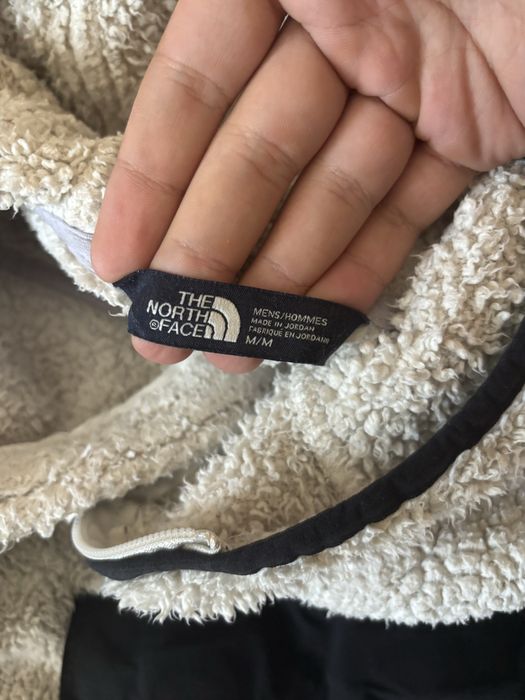 THE
NORTH
FACE
MENS/HOMMES
MADE IN JORDAN
FABRIQUE EN JORDANIE
M/M